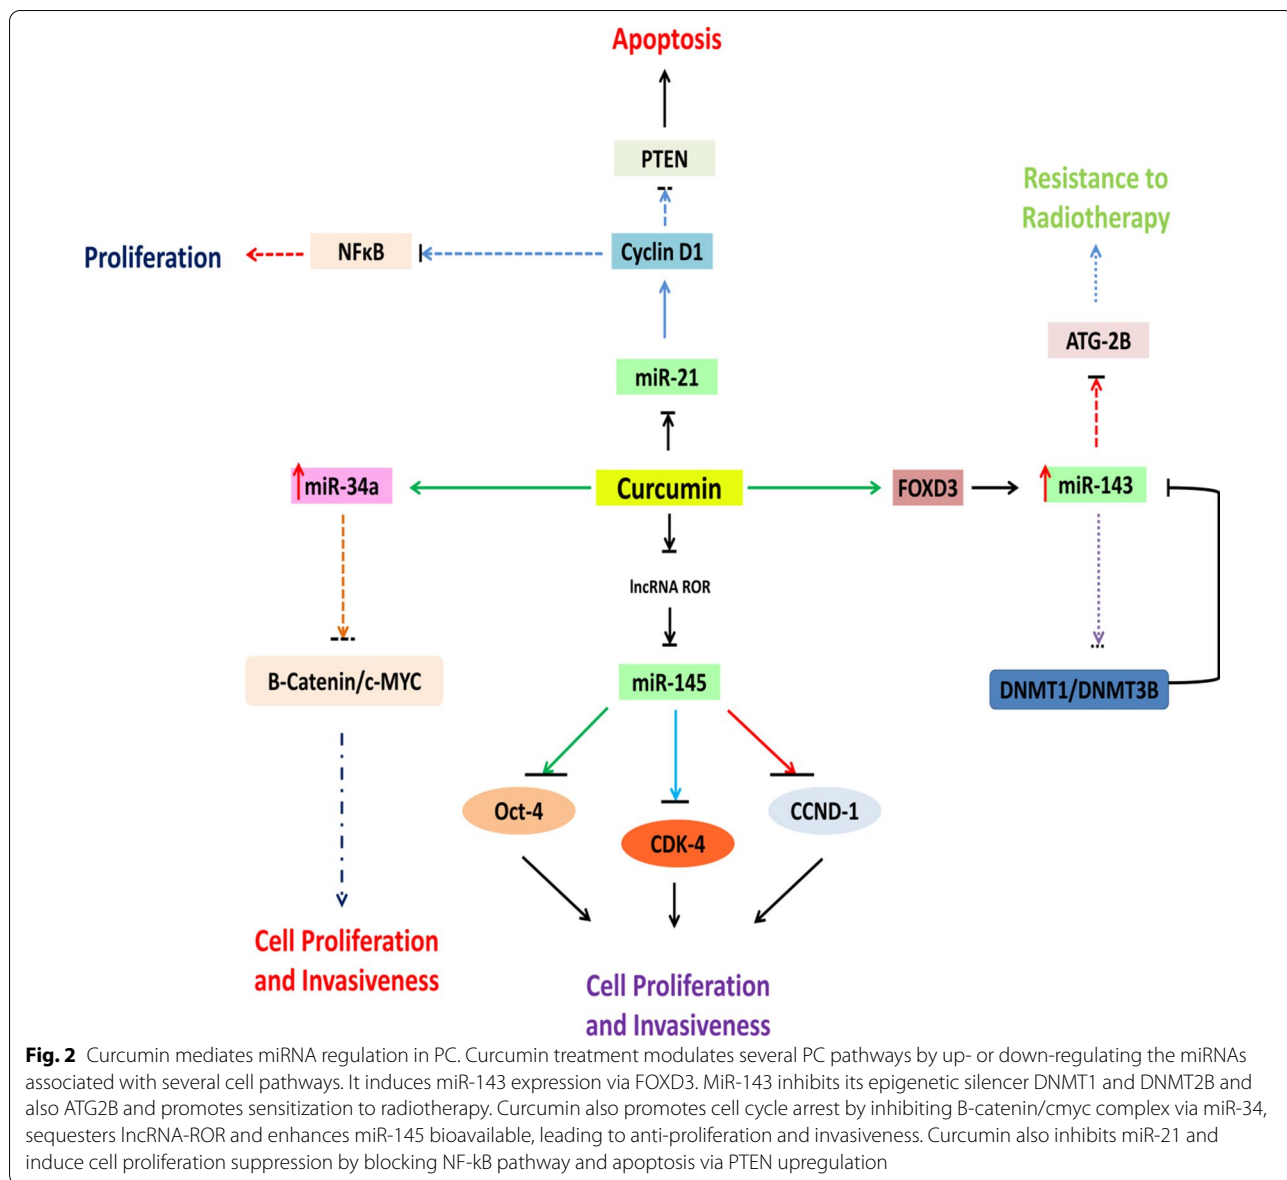 Apoptosis
PTEN
Resistance to
Radiotherapy
Proliferation
NFκB
Cyclin D1
ATG-2B
miR-21
miR-34a
Curcumin
FOXD3
miR-143
lncRNA ROR
B-Catenin/c-MYC
miR-145
DNMT1/DNMT3B
Oct-4
CCND-1
CDK-4
Cell Proliferation
and Invasiveness
Cell Proliferation
and Invasiveness
Fig. 2 Curcumin mediates miRNA regulation in PC. Curcumin treatment modulates several PC pathways by up- or down-regulating the miRNAs
associated with several cell pathways. It induces miR-143 expression via FOXD3. MiR-143 inhibits its epigenetic silencer DNMT1 and DNMT2B and
also ATG2B and promotes sensitization to radiotherapy. Curcumin also promotes cell cycle arrest by inhibiting B-catenin/cmyc complex via miR-34,
sequesters lncRNA-ROR and enhances miR-145 bioavailable, leading to anti-proliferation and invasiveness. Curcumin also inhibits miR-21 and
induce cell proliferation suppression by blocking NF-kB pathway and apoptosis via PTEN upregulation